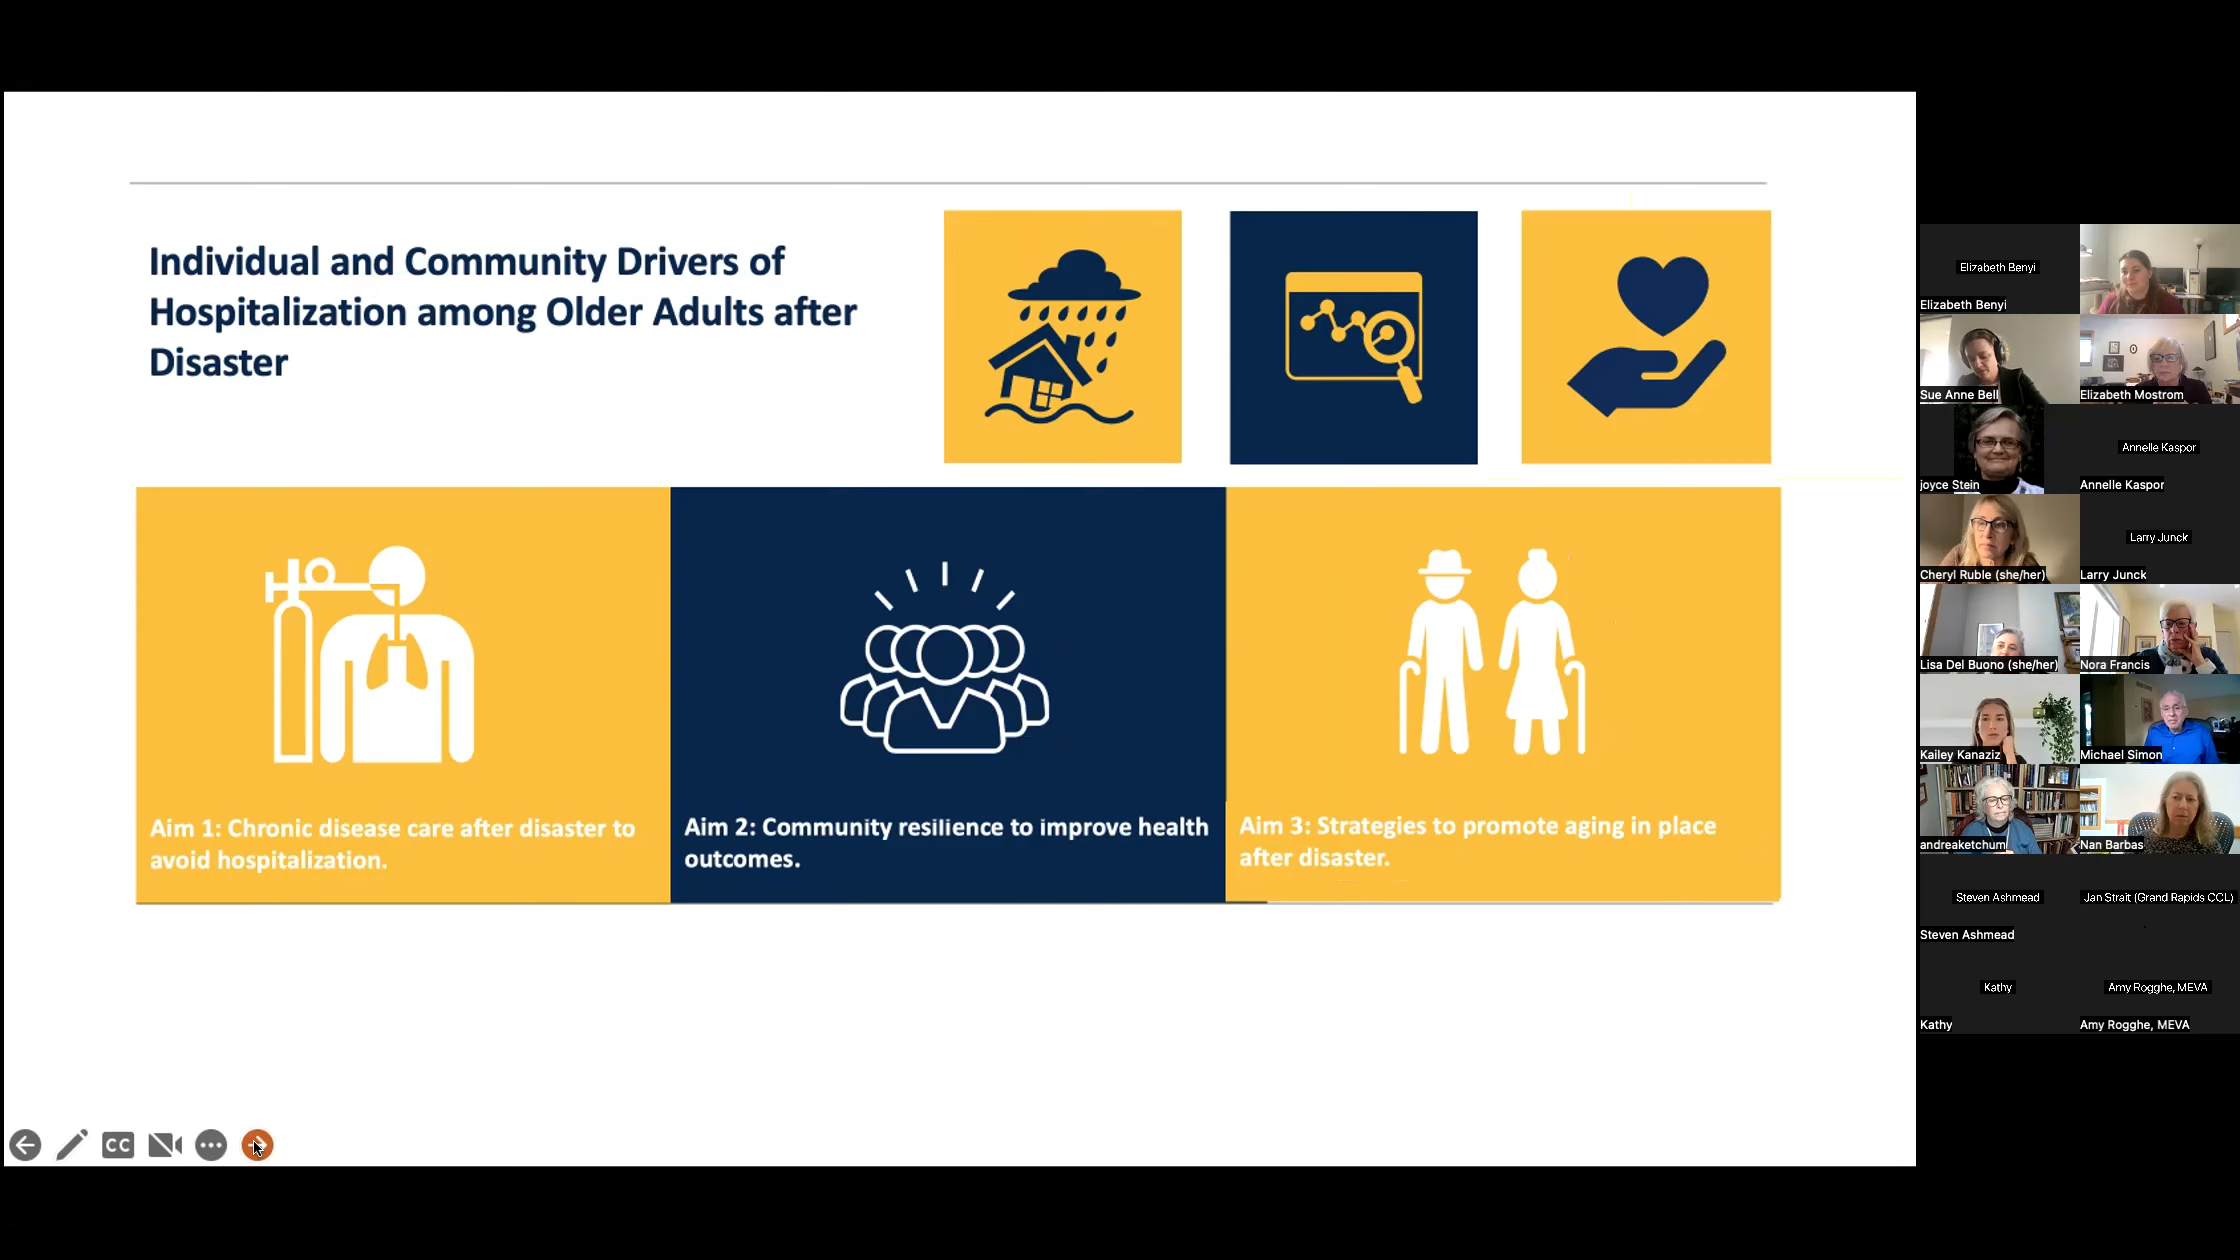 Individual and Community Drivers of
Hospitalization among Older Adults after
Disaster
Aim 1: Chronic disease care after disaster to
avoid hospitalization.
Aim 2: Community resilience to improve health
outcomes.
Aim 3: Strategies to promote aging in place
after disaster.
CC
Elizabeth Benyi
Elizabeth Benyi
Sue Anne Bell
Elizabeth Mostrom
joyce Stein
Annelle Kaspor
Annelle Kaspor
Cheryl Ruble (she/her)
Larry Junck
Larry Junck
Lisa Del Buono (she/her)
Nora Francis
Kailey Kanaziz
Michael Simon
andreaketchum
Nan Barbas
Steven Ashmead
Steven Ashmead
Jan Strait (Grand Rapids CCL)
Kathy
Kathy
Amy Rogghe, MEVA
Amy Rogghe, MEVA